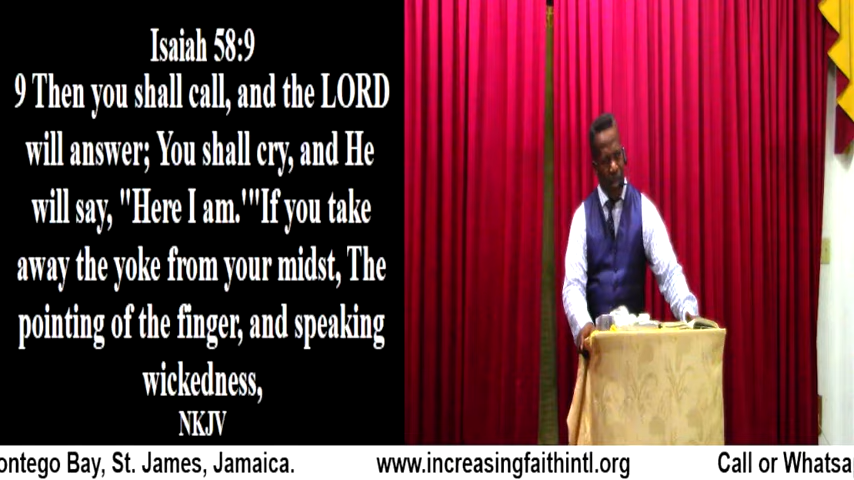 Isaiah 58:9
9 Then you shall call, and the LORD
will answer; You shall cry, and He
will say, "Here I am.'"If you take
away the yoke from your midst, The
pointing of the finger, and speaking
wickedness,
NKJV
ontego Bay, St. James, Jamaica. www.increasingfaithintl.org Call or Whatsa